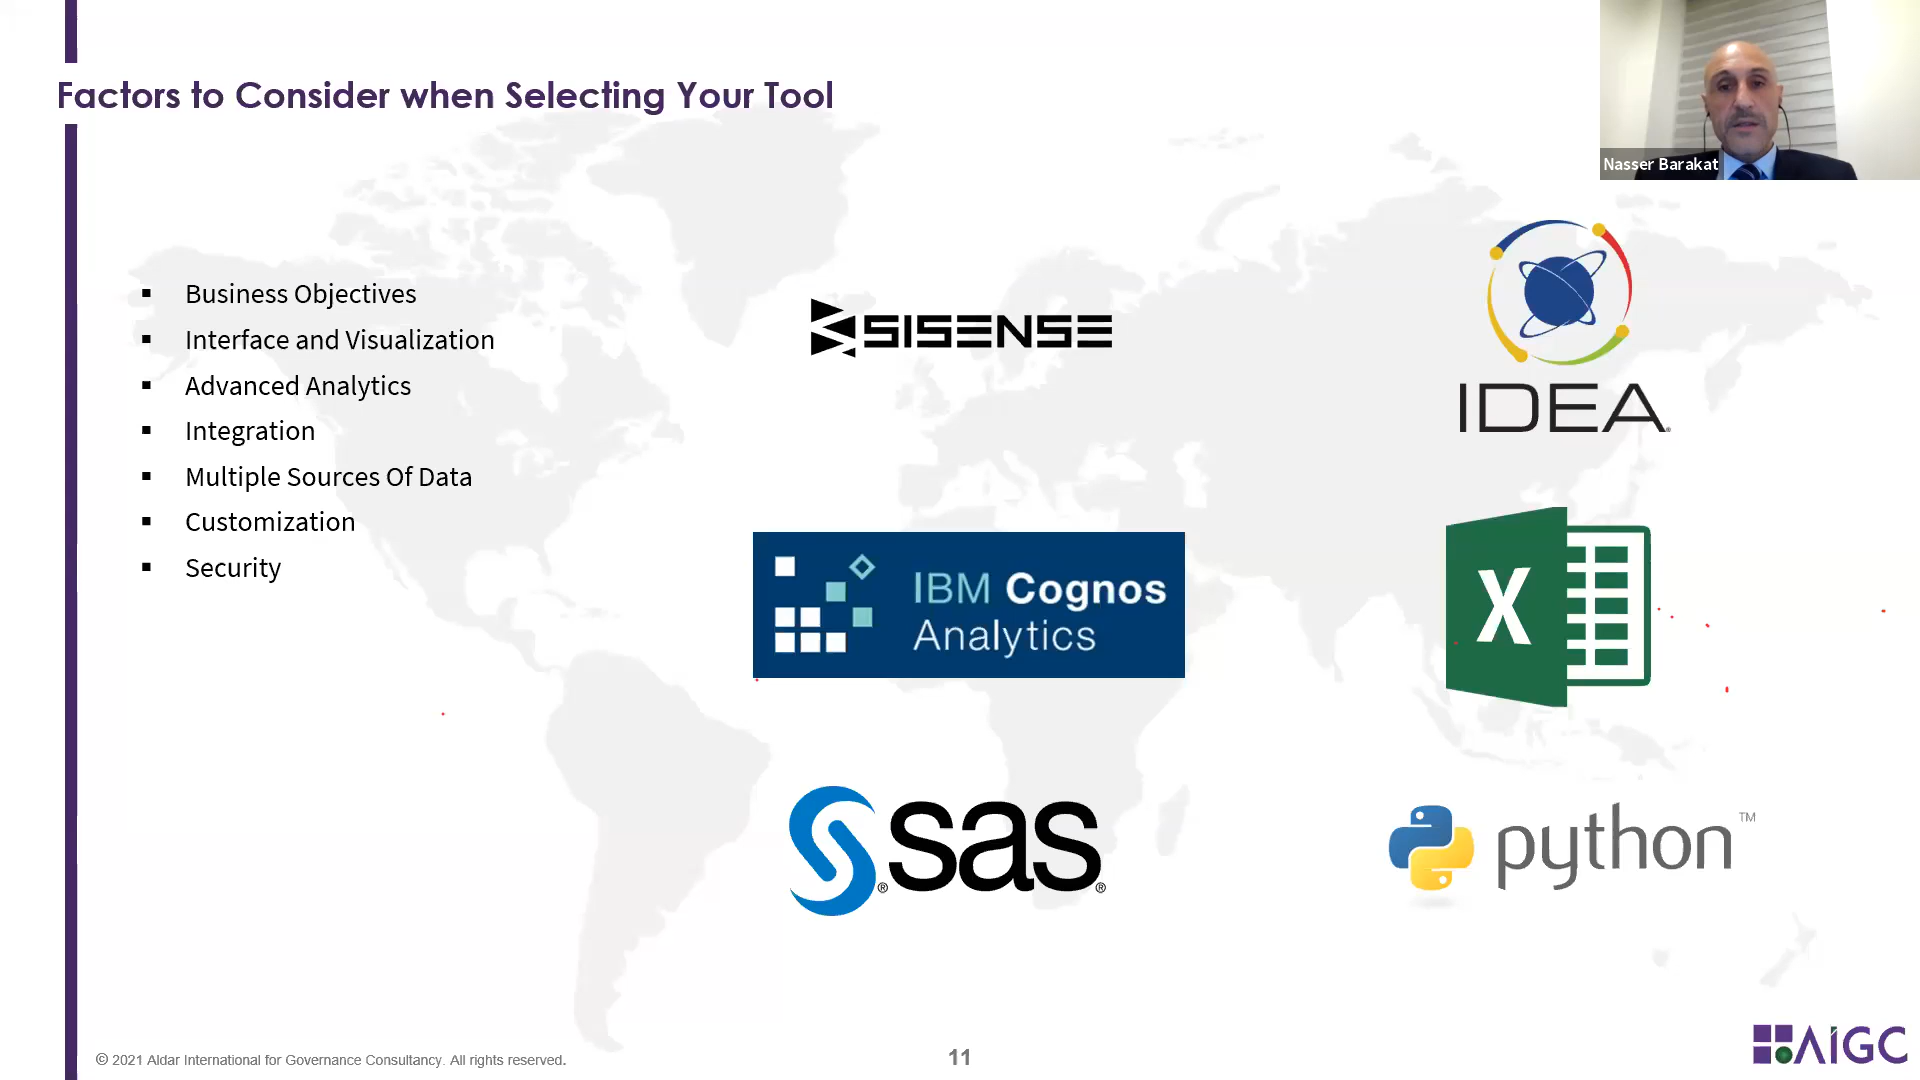 Factors to Consider when Selecting Your Tool
Nasser Barakat
▪ Business Objectives
▪ Interface and Visualization
▪ Advanced Analytics
▪ Integration
▪ Multiple Sources Of Data
▪ Customization
▪ Security
SISENSE
IDEA®
IBM Cognos
Analytics
X
sas®
python™
© 2021 Aldar International for Governance Consultancy. All rights reserved.
11
AIGC